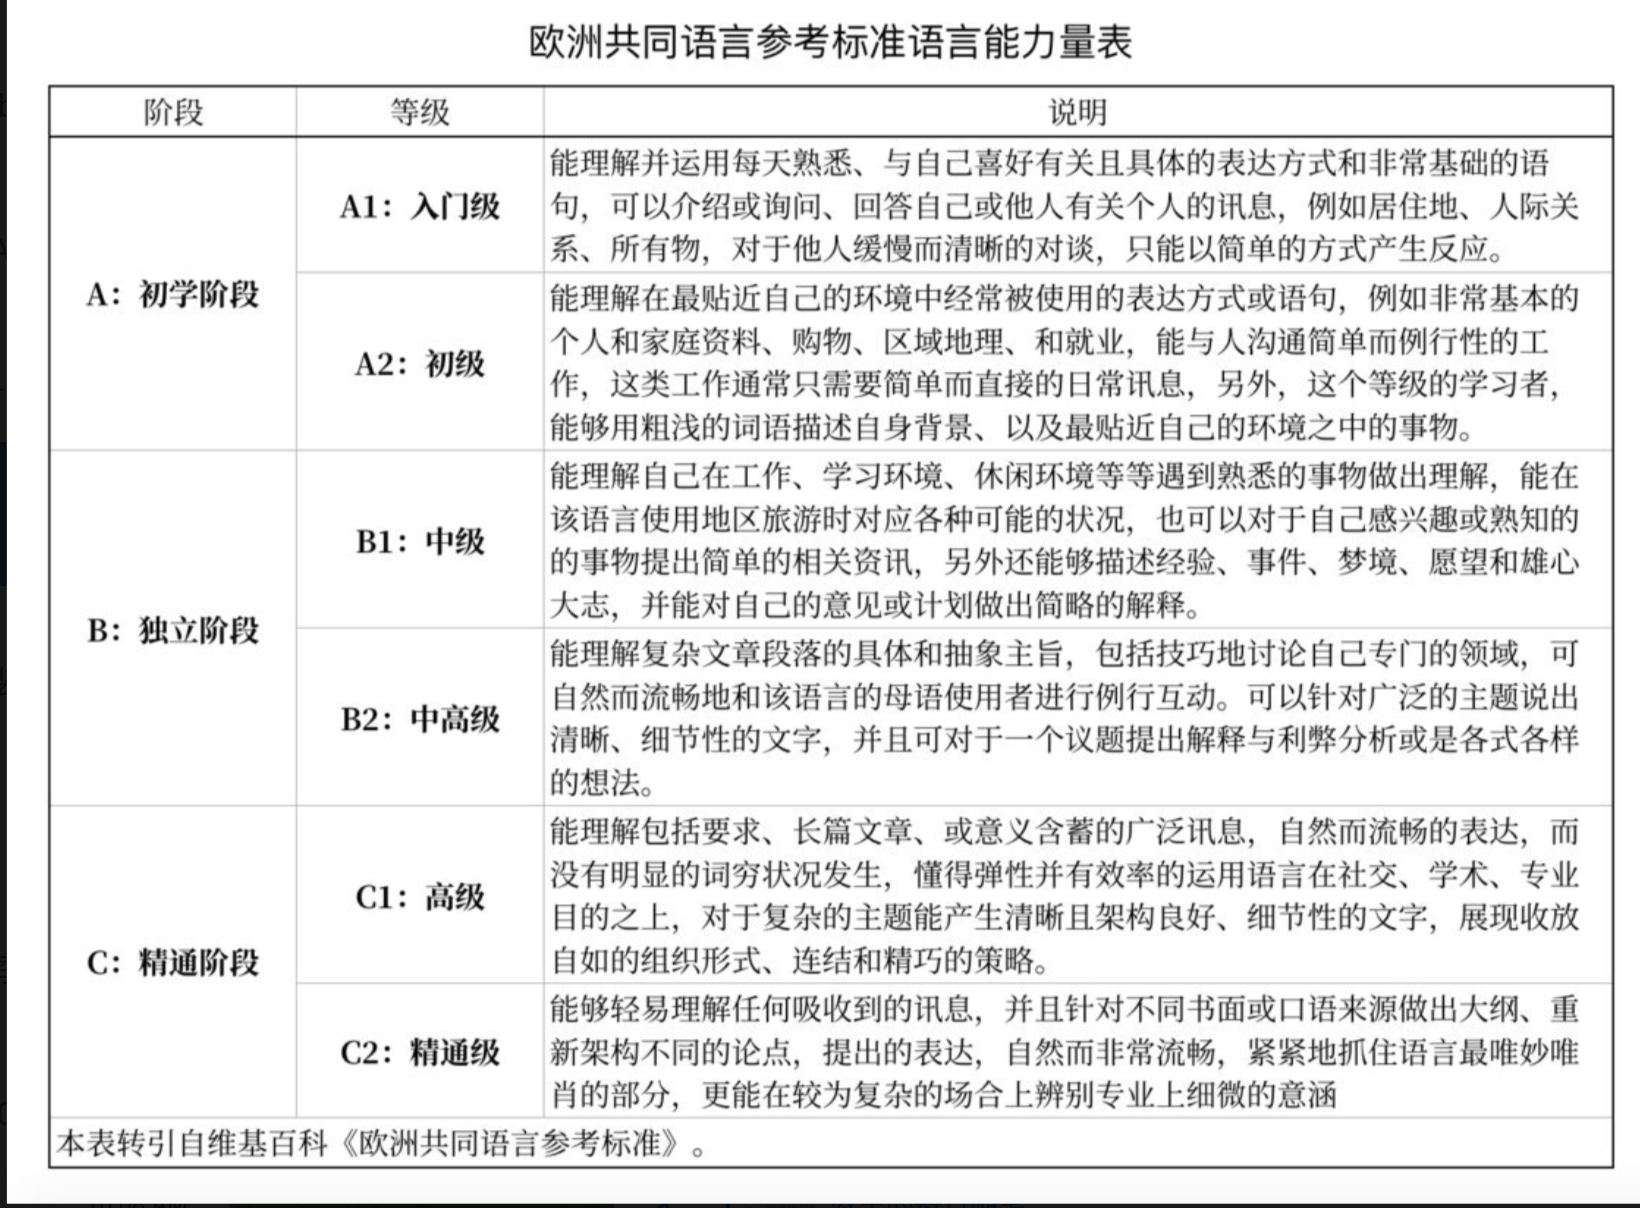 欧洲共同语言参考标准语言能力量表
阶段 等级 说明
A：初学阶段
A1：入门级
能理解并运用每天熟悉、与自己喜好有关且具体的表达方式和非常基础的语
句，可以介绍或询问、回答自己或他人有关个人的讯息，例如居住地、人际关
系、所有物，对于他人缓慢而清晰的对谈，只能以简单的方式产生反应。
A2：初级
能理解在最贴近自己的环境中经常被使用的表达方式或语句，例如非常基本的
个人和家庭资料、购物、区域地理、和就业，能与人沟通简单而例行性的工
作，这类工作通常只需要简单而直接的日常讯息，另外，这个等级的学习者，
能够用粗浅的词语描述自身背景、以及最贴近自己的环境之中的事物。
B：独立阶段
B1：中级
能理解自己在工作、学习环境、休闲环境等等遇到熟悉的事物做出理解，能在
该语言使用地区旅游时对应各种可能的状况，也可以对于自己感兴趣或熟知的
的事物提出简单的相关资讯，另外还能够描述经验、事件、梦境、愿望和雄心
大志，并能对自己的意见或计划做出简略的解释。
B2：中高级
能理解复杂文章段落的具体和抽象主旨，包括技巧地讨论自己专门的领域，可
自然而流畅地和该语言的母语使用者进行例行互动。可以针对广泛的主题说出
清晰、细节性的文字，并且可对于一个议题提出解释与利弊分析或是各式各样
的想法。
C：精通阶段
C1：高级
能理解包括要求、长篇文章、或意义含蓄的广泛讯息，自然而流畅的表达，而
没有明显的词穷状况发生，懂得弹性并有效率的运用语言在社交、学术、专业
目的之上，对于复杂的主题能产生清晰且架构良好、细节性的文字，展现收放
自如的组织形式、连结和精巧的策略。
C2：精通级
能够轻易理解任何吸收到的讯息，并且针对不同书面或口语来源做出大纲、重
新架构不同的论点，提出的表达，自然而非常流畅，紧紧地抓住语言最唯妙唯
肖的部分，更能在较为复杂的场合上辨别专业上细微的意涵
本表转引自维基百科《欧洲共同语言参考标准》。